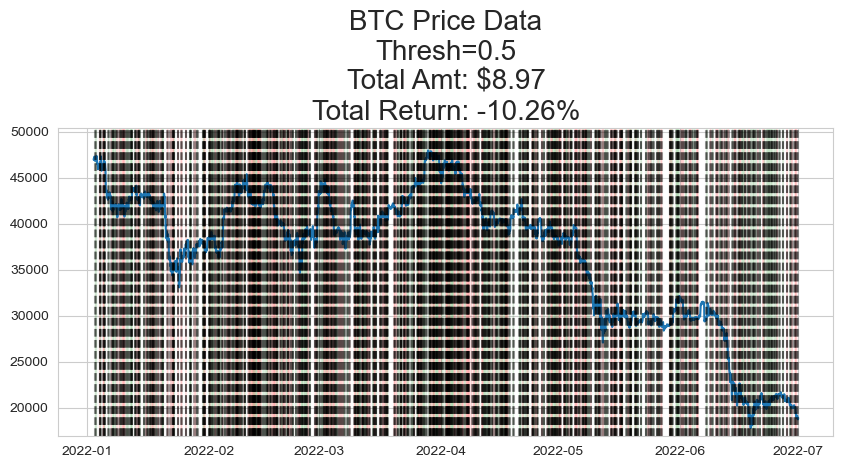 BTC Price Data
Thresh=0.5
Total Amt: $8.97
Total Return: -10.26%
50000
45000
40000
35000
30000
25000
20000
2022-01 2022-02 2022-03 2022-04 2022-05 2022-06 2022-07